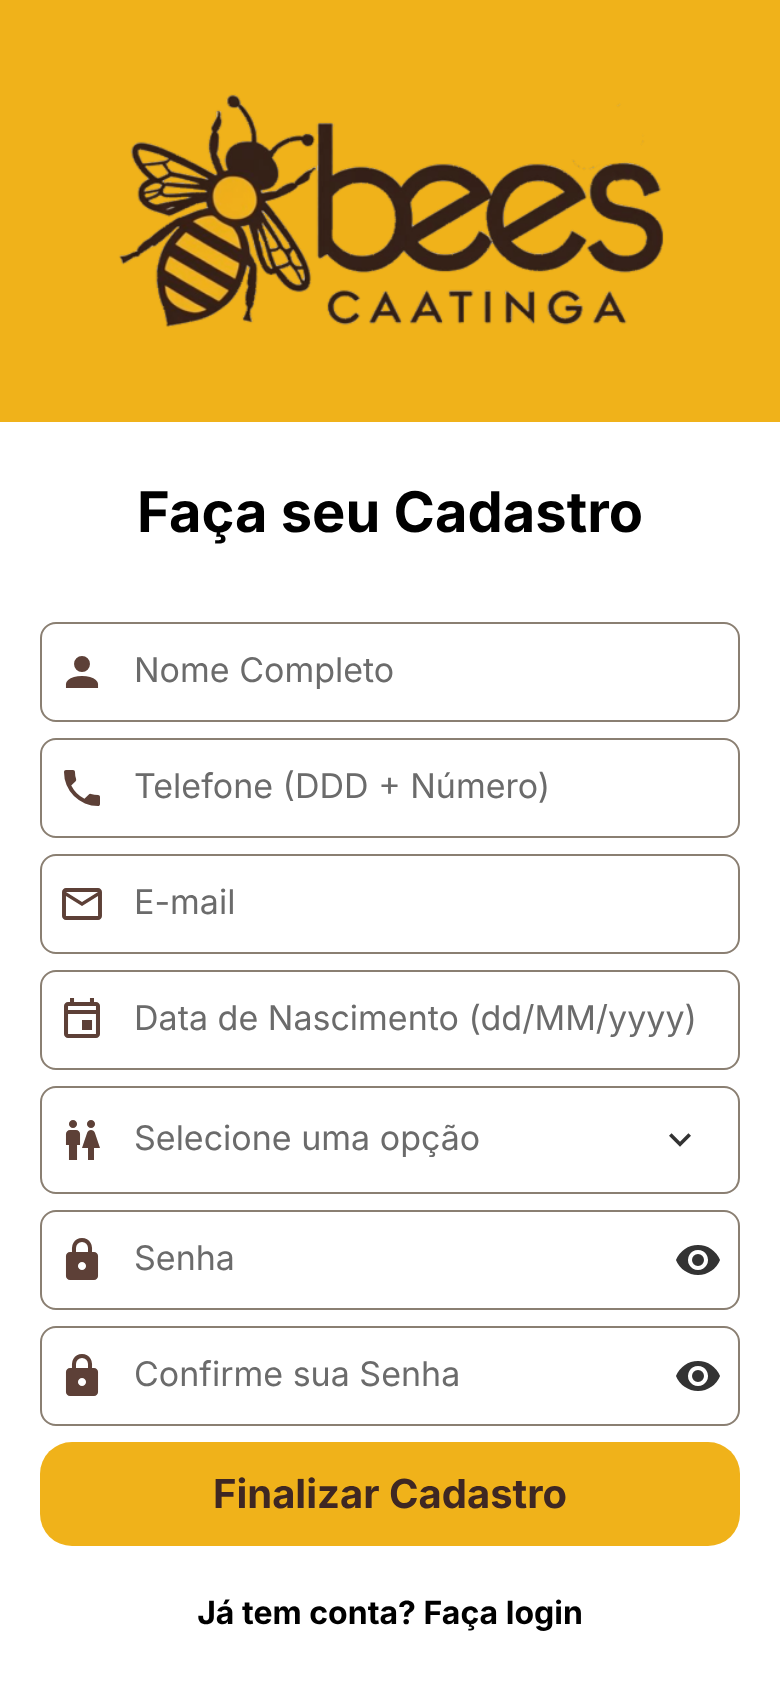 bees
CAATINGA
Faça seu Cadastro
Nome Completo
Telefone (DDD + Número)
E-mail
Data de Nascimento (dd/MM/yyyy)
Selecione uma opção
Senha
Confirme sua Senha
Finalizar Cadastro
Já tem conta? Faça login